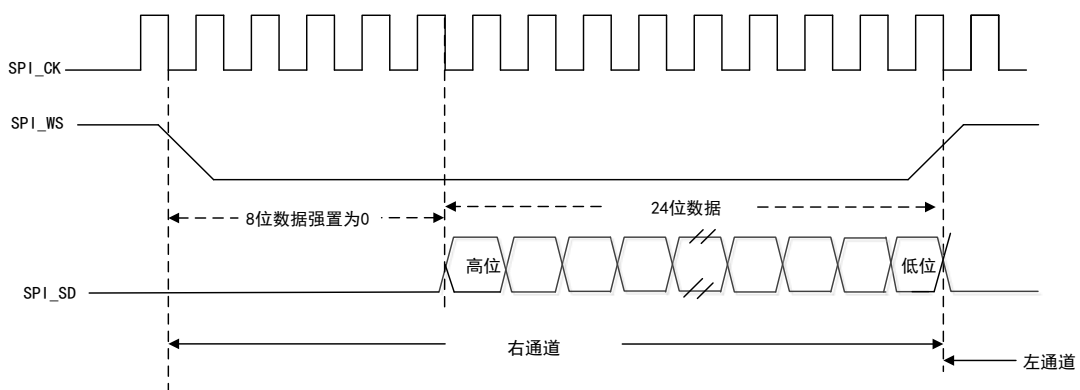 SPI_CK
SPI_WS
8位数据强置为0
24位数据
高位
低位
SPI_SD
右通道
左通道